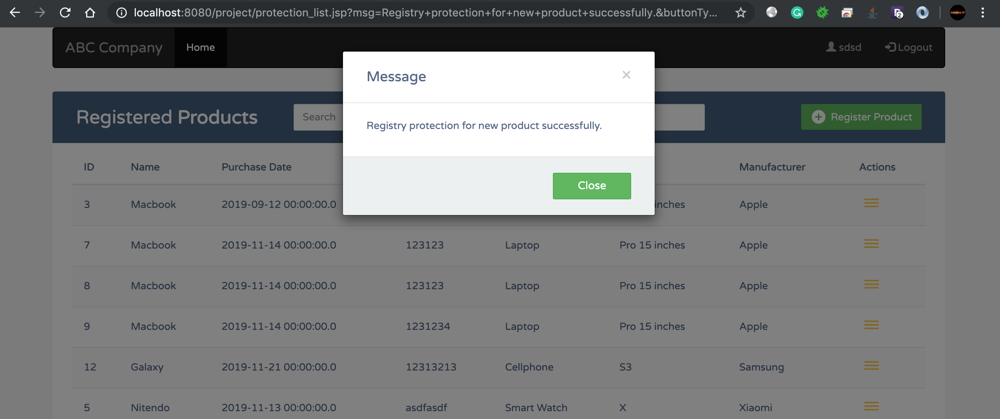 localhost:8080/project/protection_list.jsp?msg=Registry+protection+for+new+product+successfully.&buttonTy...
2
ABC Company Home sdsd Logout
Message ×
Registered Products Search Register Product
Registry protection for new product successfully.
Close
ID Name Purchase Date Manufacturer Actions
3 Macbook 2019-09-12 00:00:00.0 inches Apple
7 Macbook 2019-11-14 00:00:00.0 123123 Laptop Pro 15 inches Apple
8 Macbook 2019-11-14 00:00:00.0 123123 Laptop Pro 15 inches Apple
9 Macbook 2019-11-14 00:00:00.0 1231234 Laptop Pro 15 inches Apple
12 Galaxy 2019-11-21 00:00:00.0 12313213 Cellphone S3 Samsung
5 Nitendo 2019-11-13 00:00:00.0 asdfasdf Smart Watch X Xiaomi